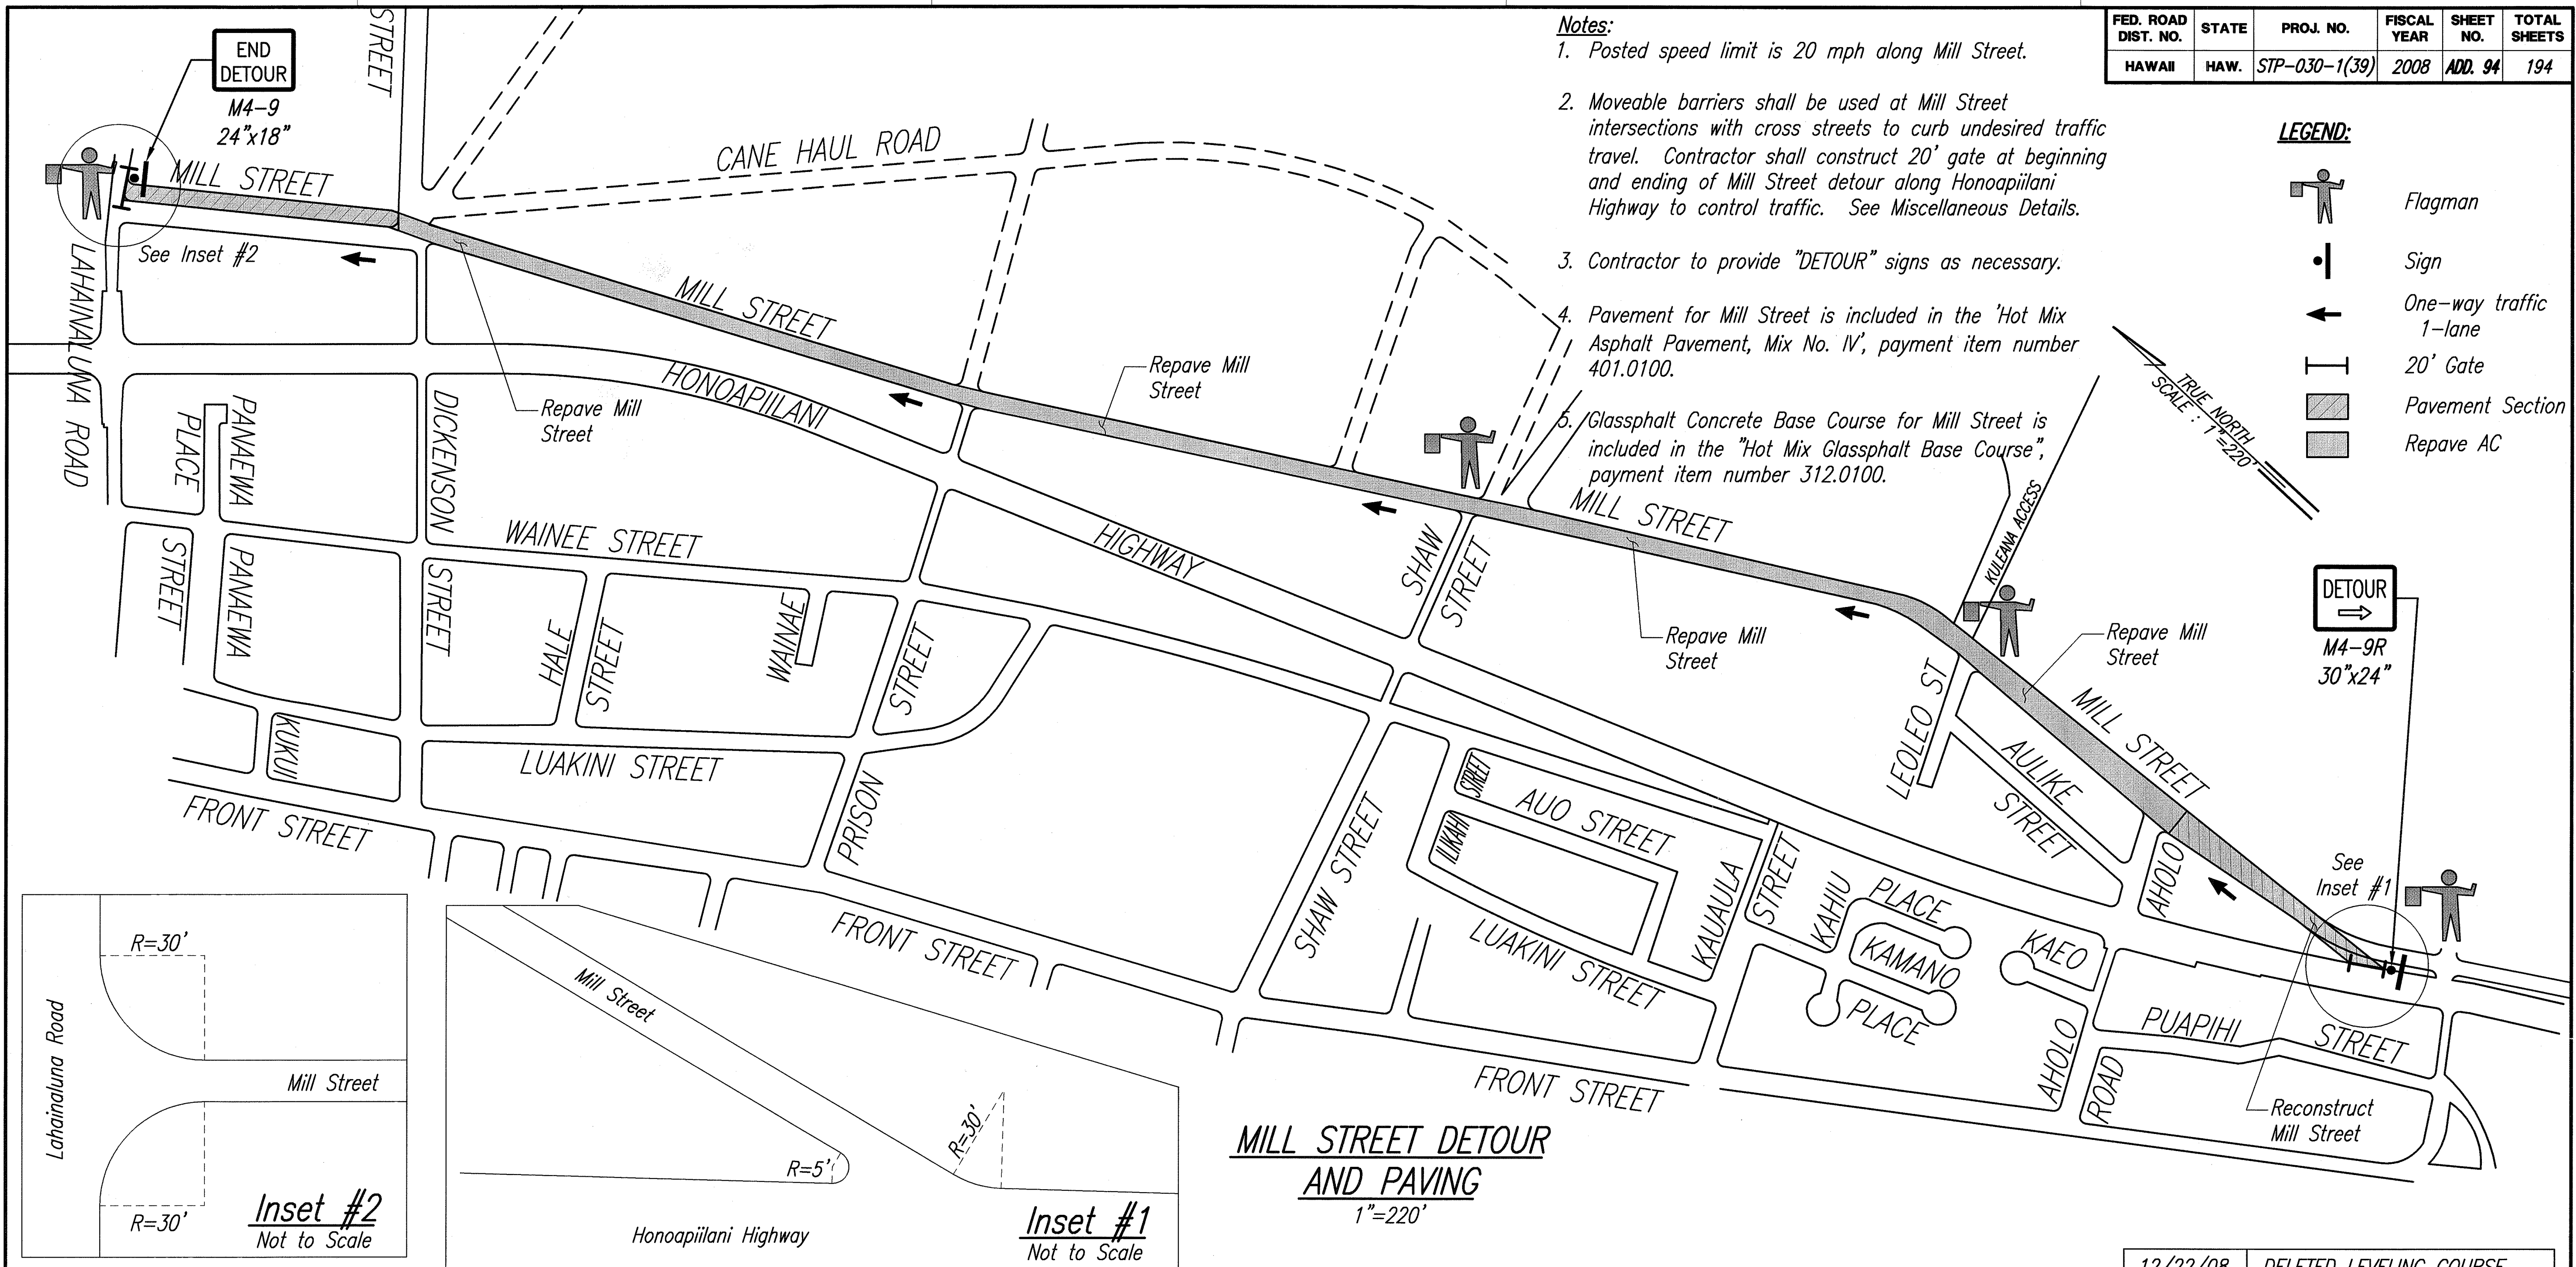 Notes:
1. Posted speed limit is 20 mph along Mill Street.
2. Moveable barriers shall be used at Mill Street
intersections with cross streets to curb undesired traffic
travel. Contractor shall construct 20' gate at beginning
and ending of Mill Street detour along Honoapiilani
Highway to control traffic. See Miscellaneous Details.
3. Contractor to provide "DETOUR" signs as necessary.
4. Pavement for Mill Street is included in the 'Hot Mix
Asphalt Pavement, Mix No. IV', payment item number
401.0100.
5. Glassphalt Concrete Base Course for Mill Street is
included in the "Hot Mix Glassphalt Base Course",
payment item number 312.0100.
FED. ROAD DIST. NO.
STATE
PROJ. NO.
FISCAL YEAR
SHEET NO.
TOTAL SHEETS
HAWAII
HAW.
STP-030-1(39)
2008
ADD. 94
194
LEGEND:
Flagman
Sign
One-way traffic
1-lane
20' Gate
Pavement Section
Repave AC
TRUE NORTH
SCALE : 1"=220'
END
DETOUR
M4-9
24"x18"
STREET
MILL STREET
See Inset #2
LAHAINALUNA ROAD
CANE HAUL ROAD
MILL STREET
Repave Mill
Street
HONOAPIILANI
HIGHWAY
Repave Mill
Street
PANAEWA
PLACE
DICKENSON
STREET
WAINEE STREET
STREET
PANAEWA
HALE
STREET
WAINAE
STREET
PRISON
KUKUI
LUAKINI STREET
FRONT STREET
FRONT STREET
SHAW
STREET
MILL STREET
Repave Mill
Street
KULEANA ACCESS
Repave Mill
Street
MILL STREET
LEOLEO ST
AULIKE
STREET
AHOLO
DETOUR
M4-9R
30"x24"
See
Inset #1
SHAW STREET
STREET
ILIKAHI
AUO STREET
LUAKINI STREET
KAUAULA
STREET
KAHIU
PLACE
KAMANO
PLACE
KAEO
AHOLO
ROAD
PUAPIHI
STREET
FRONT STREET
Reconstruct
Mill Street
R=30'
Lahainaluna Road
Mill Street
R=30'
Inset #2
Not to Scale
Mill Street
R=30'
R=5'
Honoapiilani Highway
Inset #1
Not to Scale
MILL STREET DETOUR
AND PAVING
1"=220'
12/22/08
DELETED LEVELING COURSE